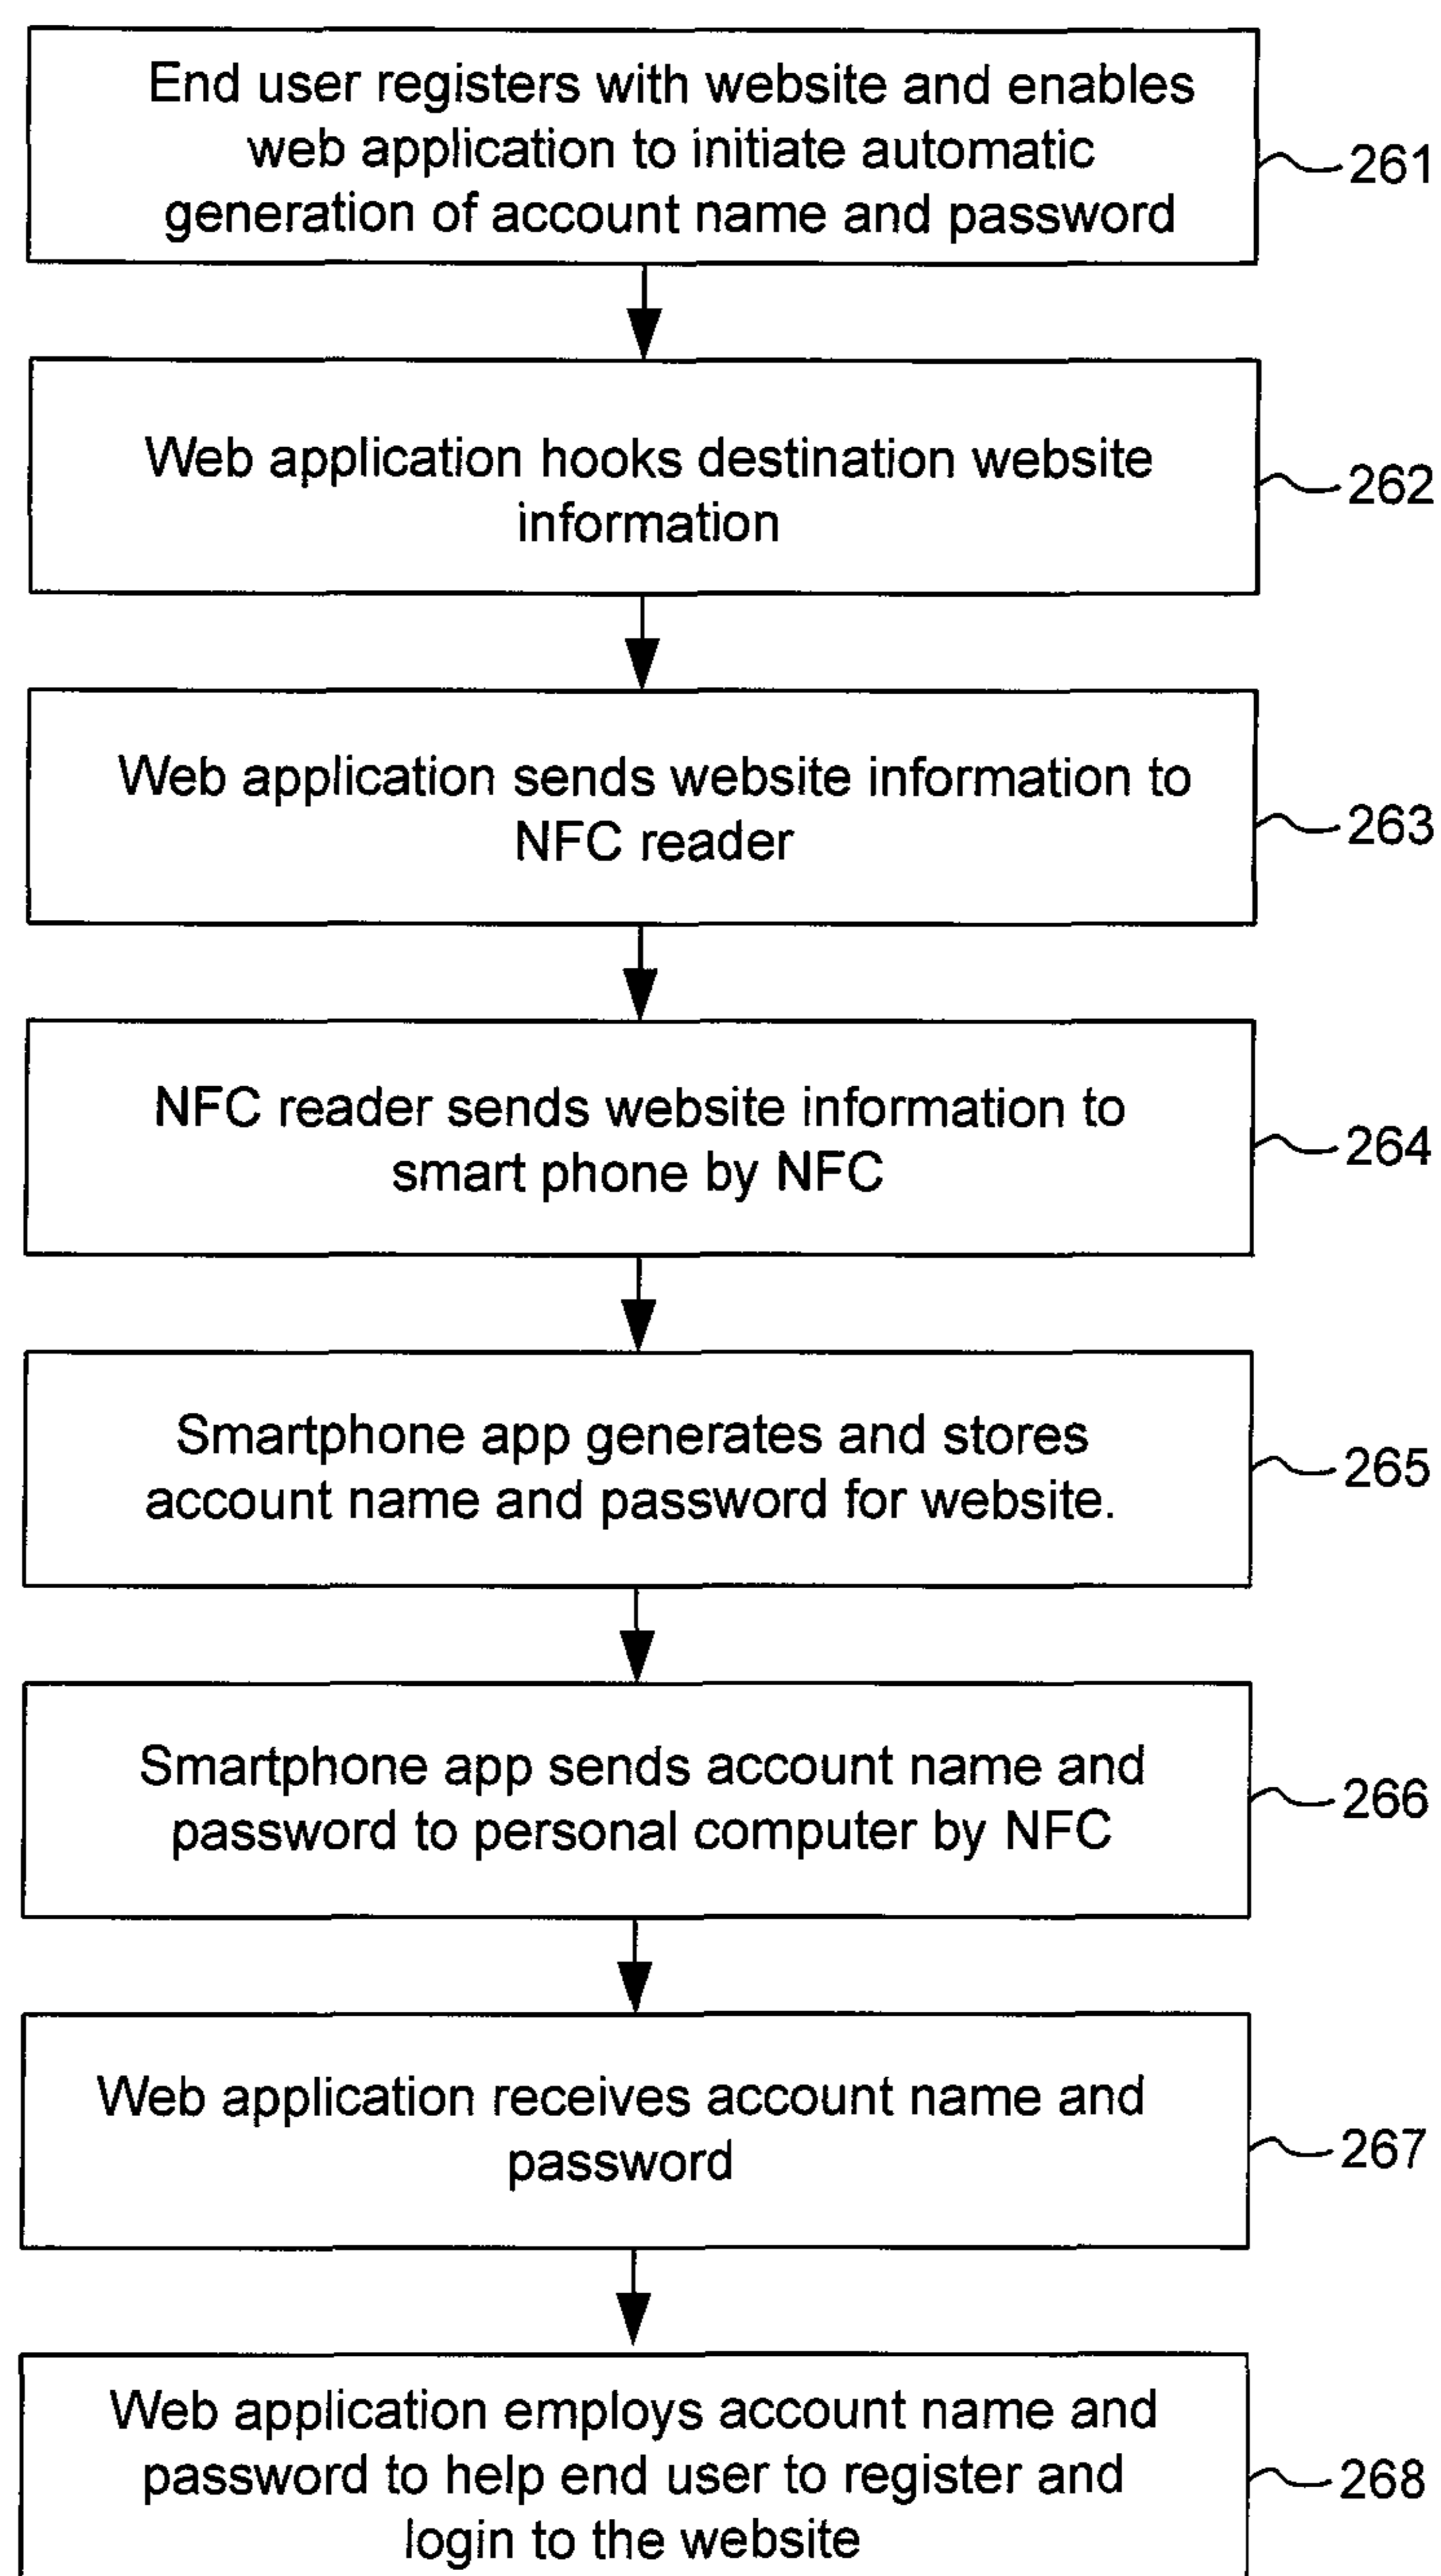 End user registers with website and enables
web application to initiate automatic
generation of account name and password
261
Web application hooks destination website
information
262
Web application sends website information to
NFC reader
263
NFC reader sends website information to
smart phone by NFC
264
Smartphone app generates and stores
account name and password for website.
265
Smartphone app sends account name and
password to personal computer by NFC
266
Web application receives account name and
password
267
Web application employs account name and
password to help end user to register and
login to the website
268